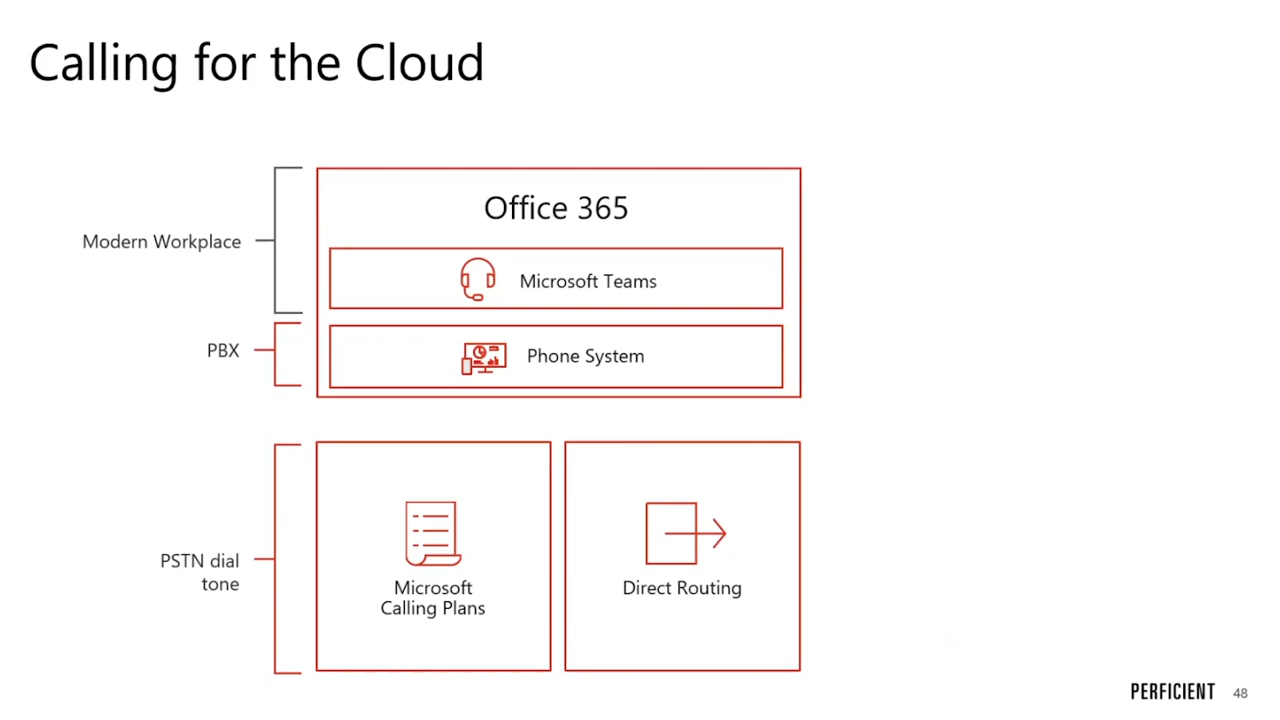 Calling for the Cloud
Office 365
Modern Workplace
Microsoft Teams
PBX
Phone System
PSTN dial
tone
Microsoft
Calling Plans
Direct Routing
PERFICIENT 48